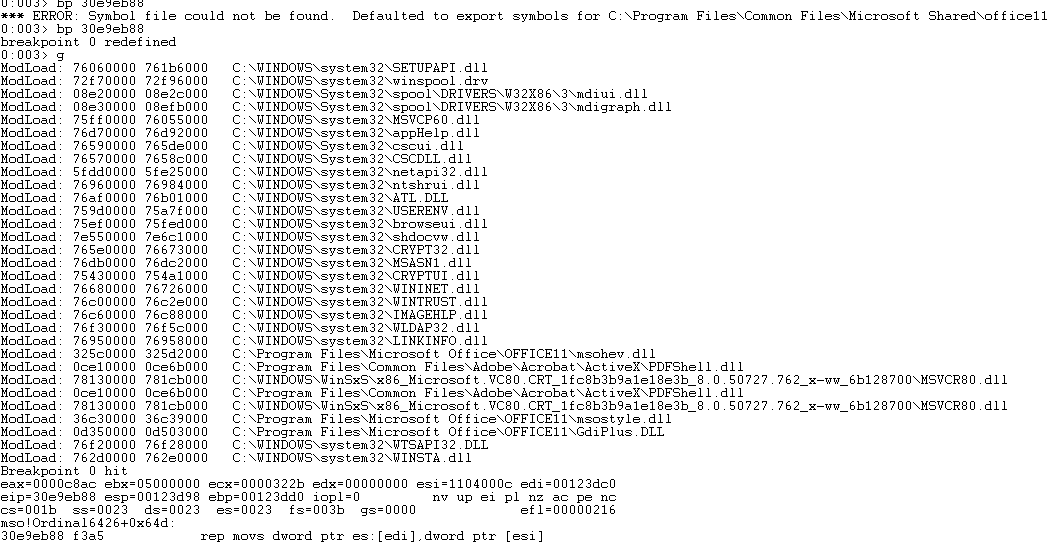 0:003> bp 30e9eb88
*** ERROR: Symbol file could not be found.  Defaulted to export symbols for C:\Program Files\Common Files\Microsoft Shared\office11
0:003> bp 30e9eb88
breakpoint 0 redefined
0:003> g
ModLoad: 76060000 761b6000   C:\WINDOWS\system32\SETUPAPI.dll
ModLoad: 72f70000 72f96000   C:\WINDOWS\system32\winspool.drv
ModLoad: 08e20000 08e2c000   C:\WINDOWS\system32\spool\DRIVERS\W32X86\3\mdiui.dll
ModLoad: 08e30000 08efb000   C:\WINDOWS\system32\spool\DRIVERS\W32X86\3\mdigraph.dll
ModLoad: 75ff0000 76055000   C:\WINDOWS\system32\MSVCP60.dll
ModLoad: 76d70000 76d92000   C:\WINDOWS\system32\appHelp.dll
ModLoad: 76590000 765de000   C:\WINDOWS\System32\cscui.dll
ModLoad: 76570000 7658c000   C:\WINDOWS\System32\CSCDLL.dll
ModLoad: 5fdd0000 5fe25000   C:\WINDOWS\system32\netapi32.dll
ModLoad: 76960000 76984000   C:\WINDOWS\system32\ntshrui.dll
ModLoad: 76af0000 76b01000   C:\WINDOWS\system32\ATL.DLL
ModLoad: 759d0000 75a7f000   C:\WINDOWS\system32\USERENV.dll
ModLoad: 75ef0000 75fed000   C:\WINDOWS\system32\browseui.dll
ModLoad: 7e550000 7e6c1000   C:\WINDOWS\system32\shdocvw.dll
ModLoad: 765e0000 76673000   C:\WINDOWS\system32\CRYPT32.dll
ModLoad: 76db0000 76dc2000   C:\WINDOWS\system32\MSASN1.dll
ModLoad: 75430000 754a1000   C:\WINDOWS\system32\CRYPTUI.dll
ModLoad: 76680000 76726000   C:\WINDOWS\system32\WININET.dll
ModLoad: 76c00000 76c2e000   C:\WINDOWS\system32\WINTRUST.dll
ModLoad: 76c60000 76c88000   C:\WINDOWS\system32\IMAGEHLP.dll
ModLoad: 76f30000 76f5c000   C:\WINDOWS\system32\WLDAP32.dll
ModLoad: 76950000 76958000   C:\WINDOWS\system32\LINKINFO.dll
ModLoad: 325c0000 325d2000   C:\Program Files\Microsoft Office\OFFICE11\msohev.dll
ModLoad: 0ce10000 0ce6b000   C:\Program Files\Common Files\Adobe\Acrobat\ActiveX\PDFShell.dll
ModLoad: 78130000 781cb000   C:\WINDOWS\WinSxS\x86_Microsoft.VC80.CRT_1fc8b3b9a1e18e3b_8.0.50727.762_x-ww_6b128700\MSVCR80.dll
ModLoad: 0ce10000 0ce6b000   C:\Program Files\Common Files\Adobe\Acrobat\ActiveX\PDFShell.dll
ModLoad: 78130000 781cb000   C:\WINDOWS\WinSxS\x86_Microsoft.VC80.CRT_1fc8b3b9a1e18e3b_8.0.50727.762_x-ww_6b128700\MSVCR80.dll
ModLoad: 36c30000 36c39000   C:\Program Files\Microsoft Office\OFFICE11\msostyle.dll
ModLoad: 0d350000 0d503000   C:\Program Files\Microsoft Office\OFFICE11\GdiPlus.DLL
ModLoad: 76f20000 76f28000   C:\WINDOWS\system32\WTSAPI32.DLL
ModLoad: 762d0000 762e0000   C:\WINDOWS\system32\WINSTA.dll
Breakpoint 0 hit
eax=0000c8ac ebx=05000000 ecx=0000322b edx=00000000 esi=1104000c edi=00123dc0
eip=30e9eb88 esp=00123d98 ebp=00123dd0 iopl=0         nv up ei pl nz ac pe nc
cs=001b  ss=0023  ds=0023  es=0023  fs=003b  gs=0000             efl=00000216
mso!Ordinal6426+0x64d:
30e9eb88 f3a5            rep movs dword ptr es:[edi],dword ptr [esi]